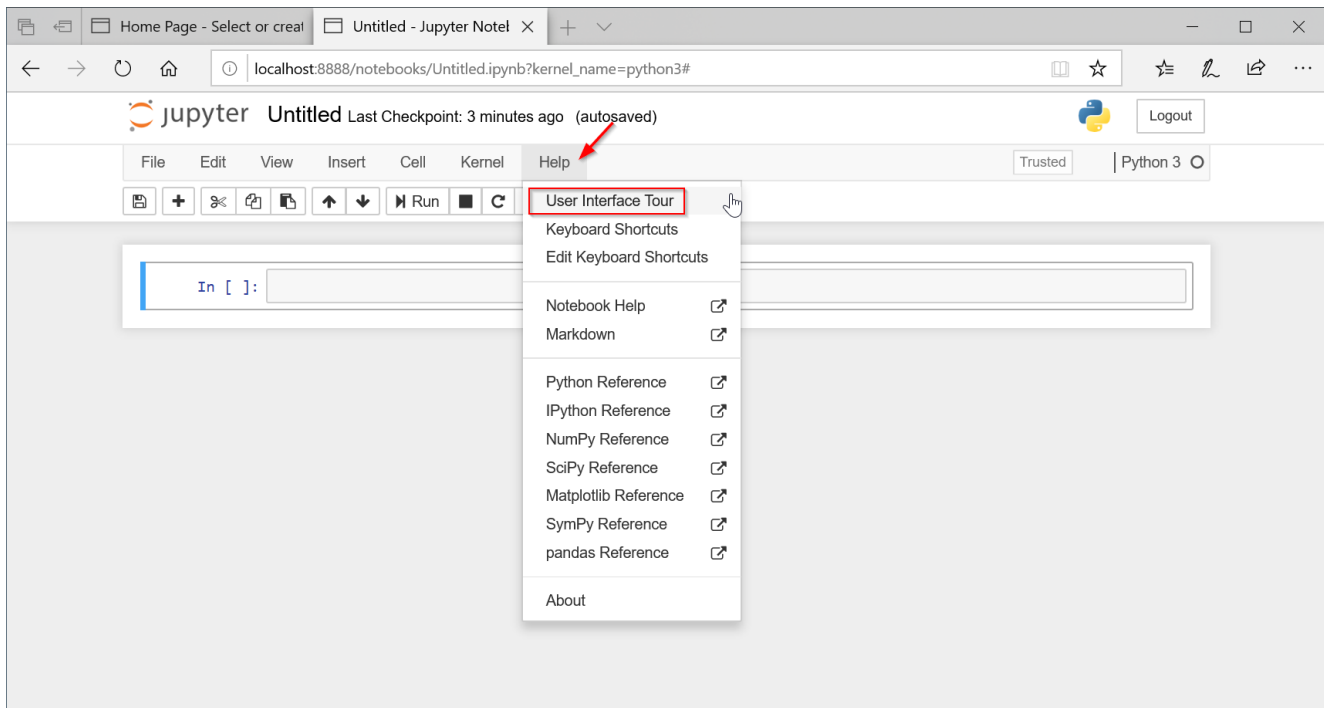 Home Page - Select or creat Untitled - Jupyter Notel
localhost:8888/notebooks/Untitled.ipynb?kernel_name=python3#
jupyter Untitled Last Checkpoint: 3 minutes ago (autosaved) Logout
File Edit View Insert Cell Kernel Help Trusted Python 3
Run
User Interface Tour
Keyboard Shortcuts
Edit Keyboard Shortcuts
In [ ]:
Notebook Help
Markdown
Python Reference
IPython Reference
NumPy Reference
SciPy Reference
Matplotlib Reference
SymPy Reference
pandas Reference
About